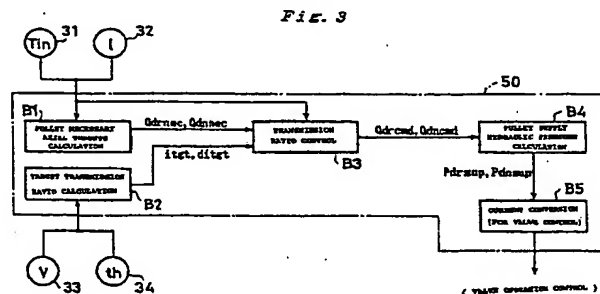 Fig. 3
31
32
Tin
i
50
B1
PULLEY NECESSARY
AXIAL THRUSTS
CALCULATION
Qdrnec, Qdnnec
TRANSMISSION
RATIO CONTROL
B3
Qdrcmd, Qdncmd
B4
PULLEY SUPPLY
HYDRAULIC PRESSURE
CALCULATION
itgt, ditgt
TARGET TRANSMISSION
RATIO CALCULATION
B2
Pdrsup, Pdnsup
B5
CURRENT CONVERSION
(FOR VALVE CONTROL)
V
33
th
34
( VALVE OPERATION CONTROL )